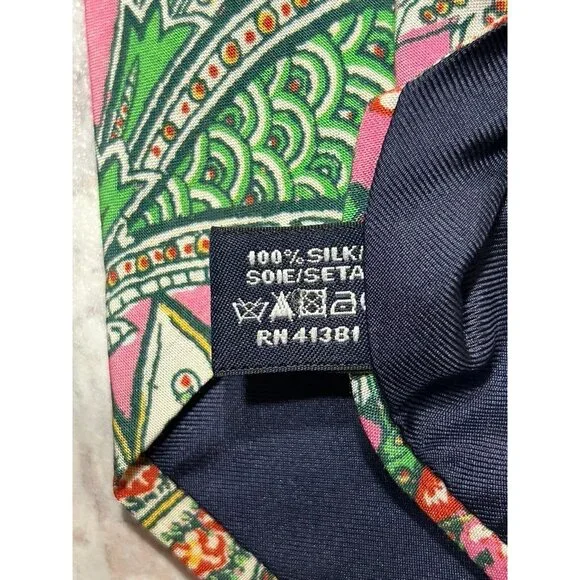 100% SILK/
SOIE/SETA
RN 41381